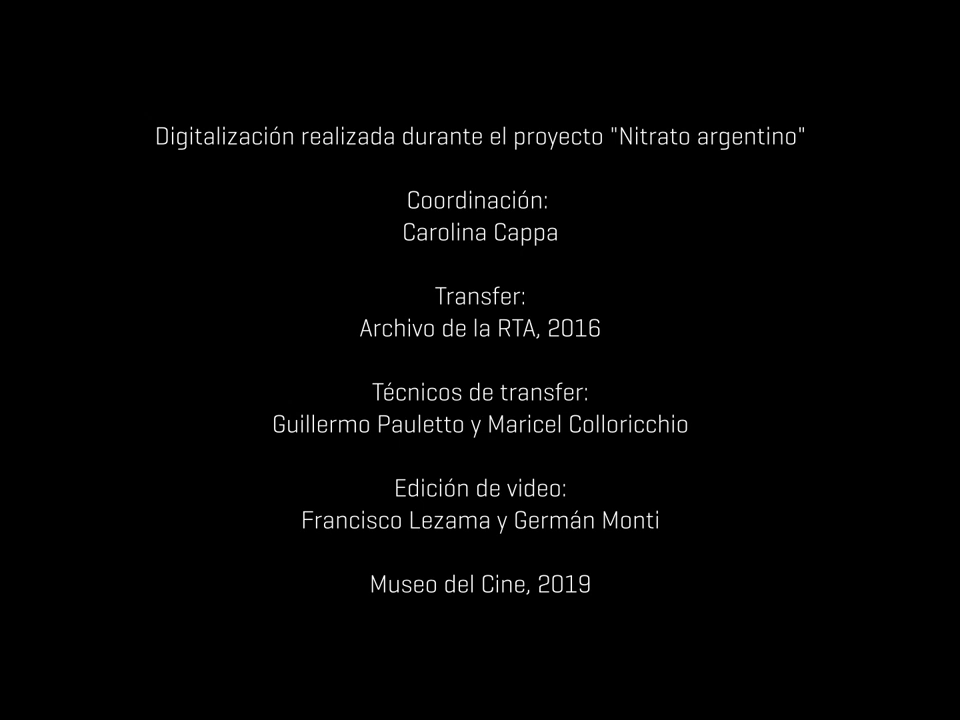 Digitalización realizada durante el proyecto "Nitrato argentino"
Coordinación:
Carolina Cappa
Transfer:
Archivo de la RTA, 2016
Técnicos de transfer:
Guillermo Pauletto y Maricel Colloricchio
Edición de video:
Francisco Lezama y Germán Monti
Museo del Cine, 2019